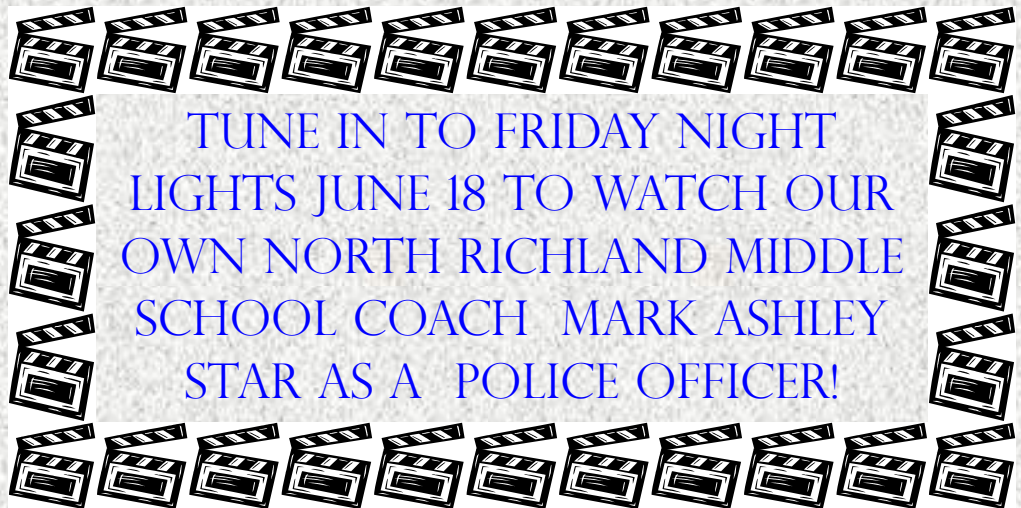 TUNE IN TO FRIDAY NIGHT
LIGHTS JUNE 18 TO WATCH OUR
OWN NORTH RICHLAND MIDDLE
SCHOOL COACH  MARK ASHLEY
STAR AS A  POLICE OFFICER!